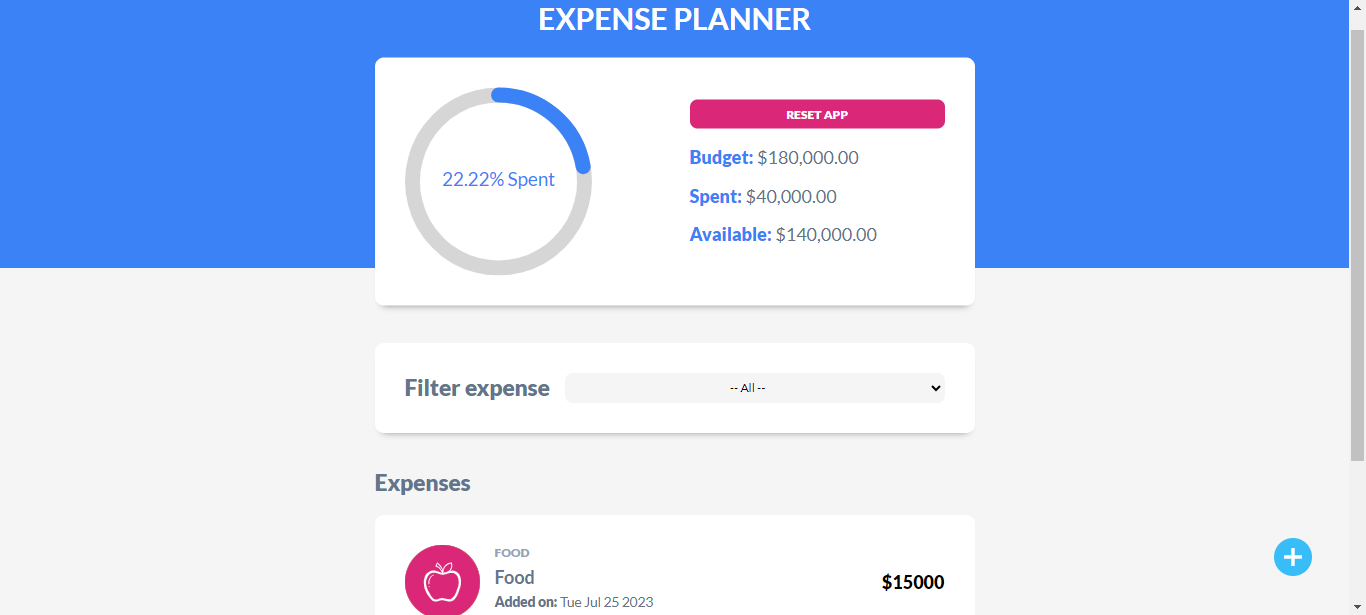 EXPENSE PLANNER
22.22% Spent
RESET APP
Budget: $180,000.00
Spent: $40,000.00
Available: $140,000.00
Filter expense
-- All --
Expenses
FOOD
Food
$15000
Added on: Tue Jul 25 2023